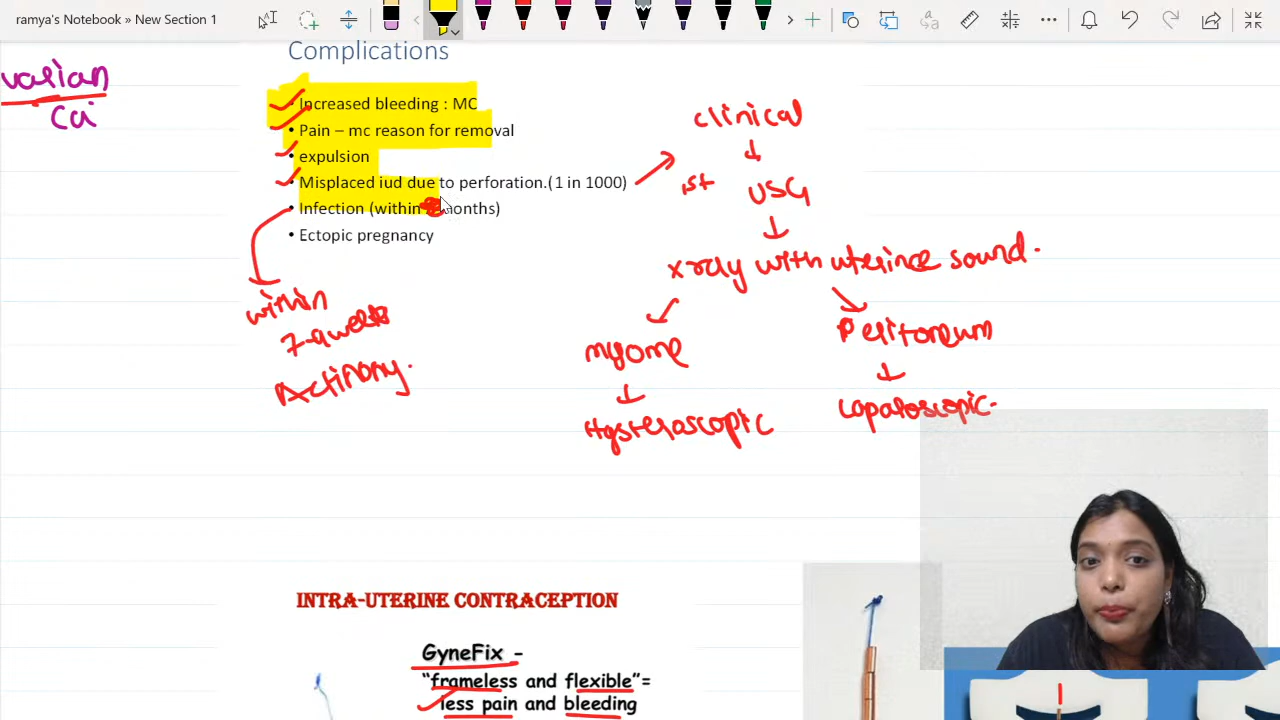 ramya's Notebook » New Section 1
Complications
varian
Ca
• Increased bleeding : MC
• Pain – mc reason for removal
• expulsion
• Misplaced iud due to perforation.(1 in 1000)
• Infection (within months)
• Ectopic pregnancy
within
Actinomy.
clinical
1st USG
xray with uterine sound.
myome
Hysteroscopic
Peritoneum
Laparoscopic.
INTRA-UTERINE CONTRACEPTION
GyneFix -
“frameless and flexible”=
less pain and bleeding